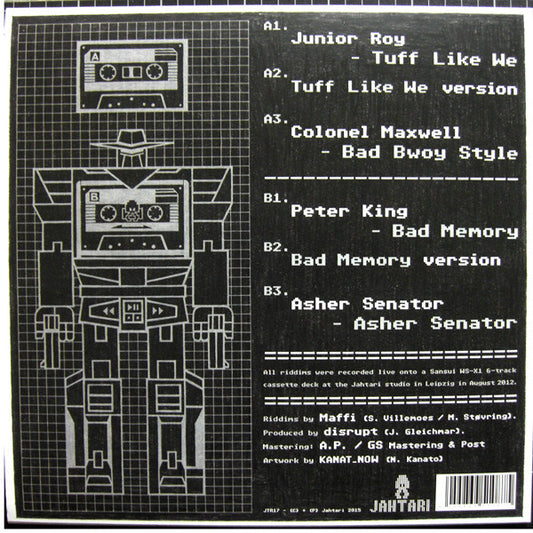 A
B
A1.
Junior Roy
- Tuff Like We
A2.
Tuff Like We version
A3.
Colonel Maxwell
- Bad Bwoy Style
B1.
Peter King
- Bad Memory
B2.
Bad Memory version
B3.
Asher Senator
- Asher Senator
All riddims were recorded live onto a Sansui WS-X1 6-track
cassette deck at the Jahtari studio in Leipzig in August 2012.
Riddims by Maffi (S. Villemoes / M. Støvring).
Produced by disrupt (J. Gleichmar).
Mastering: A.P. / GS Mastering & Post
Artwork by KANAT_NOW (N. Kanato)
JAHTARI
JTR17 - (C) + (P) Jahtari 2015